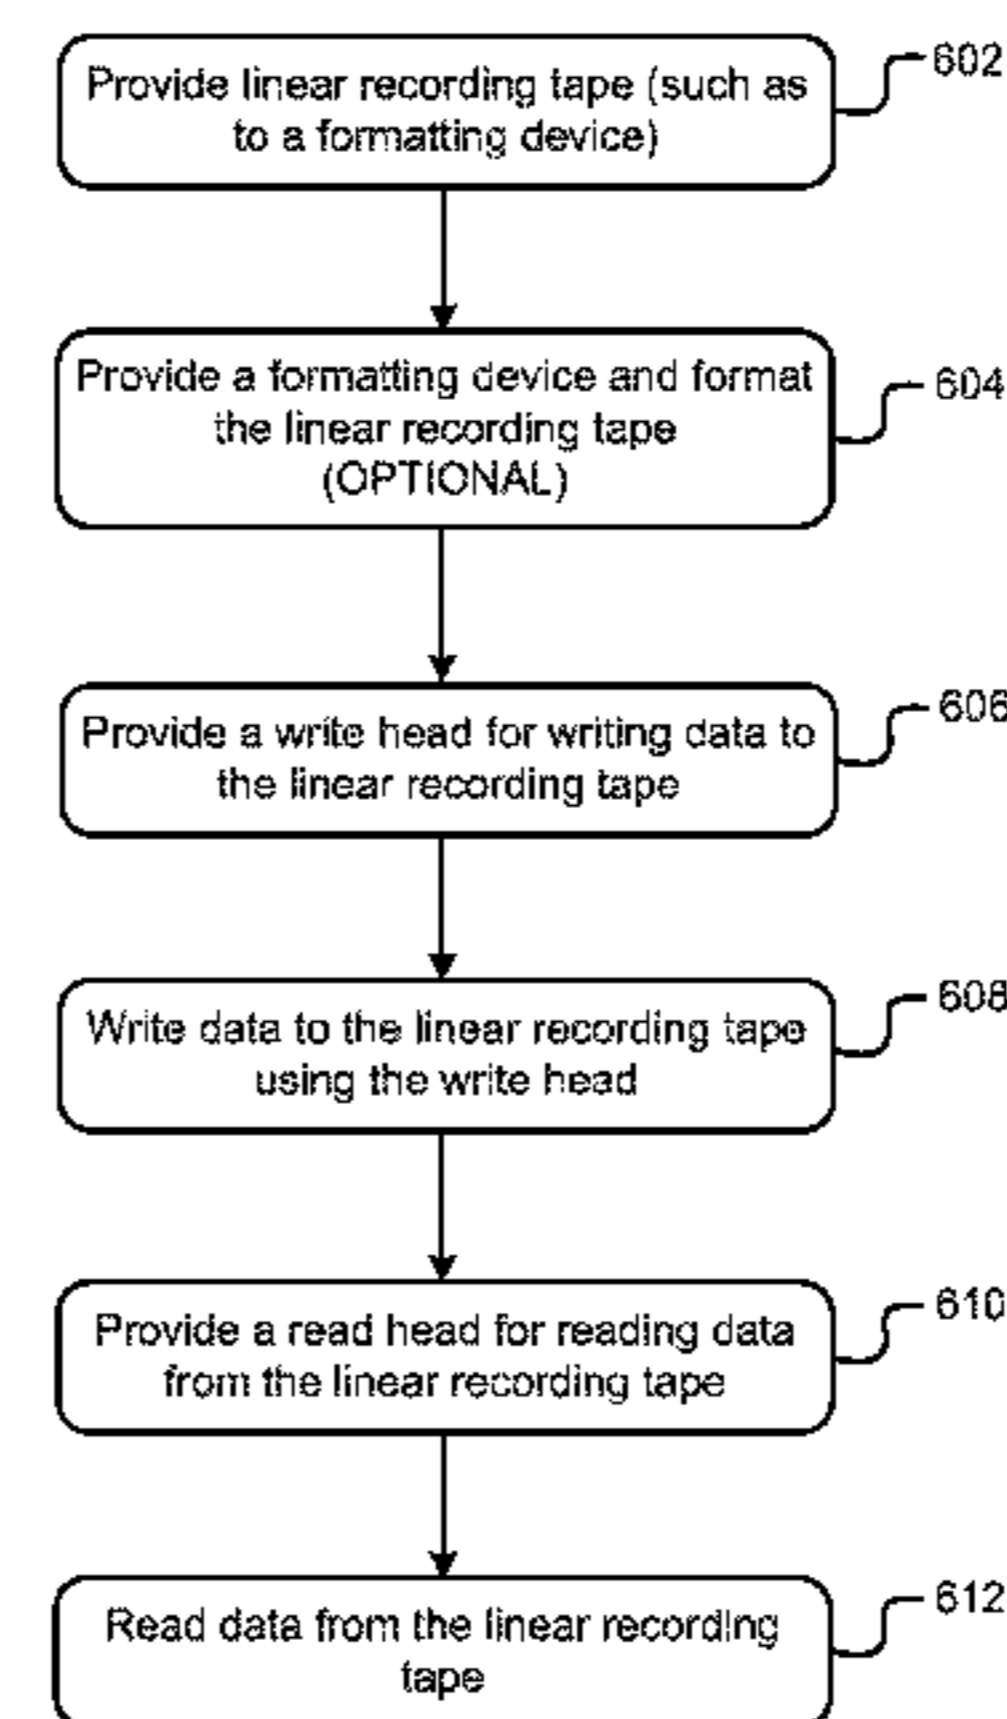 Provide linear recording tape (such as
to a formatting device)
602
Provide a formatting device and format
the linear recording tape
(OPTIONAL)
604
Provide a write head for writing data to
the linear recording tape
606
Write data to the linear recording tape
using the write head
608
Provide a read head for reading data
from the linear recording tape
610
Read data from the linear recording
tape
612